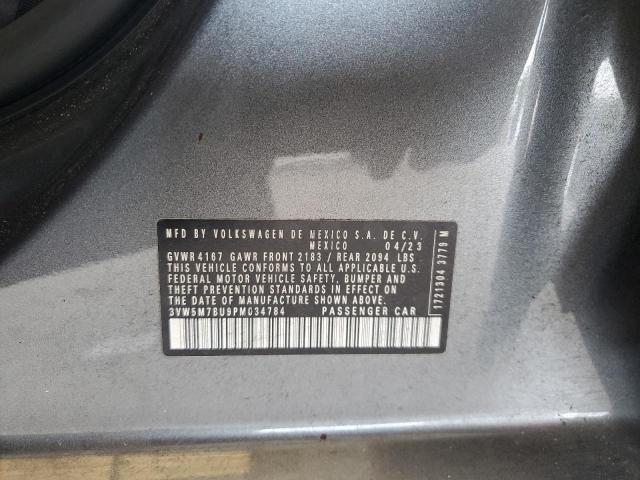 MFD BY VOLKSWAGEN DE MEXICO S.A. DE C.V.
MEXICO 04/23
GVWR 4167 GAWR FRONT 2183 / REAR 2094 LBS
THIS VEHICLE CONFORMS TO ALL APPLICABLE U.S.
FEDERAL MOTOR VEHICLE SAFETY, BUMPER AND
THEFT PREVENTION STANDARDS IN EFFECT ON THE
DATE OF MANUFACTURE SHOWN ABOVE.
3VW5M7BU9PM034784 PASSENGER CAR
1721304 3779 M